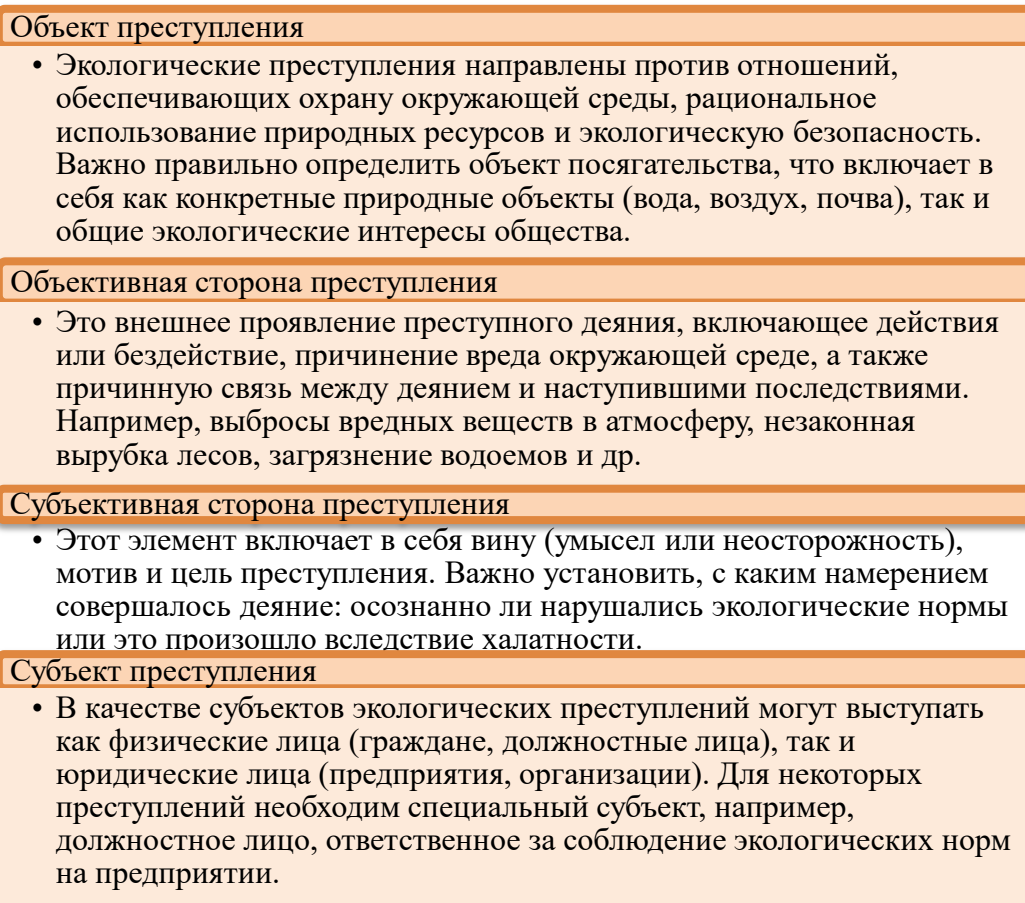 Объект преступления
• Экологические преступления направлены против отношений,
обеспечивающих охрану окружающей среды, рациональное
использование природных ресурсов и экологическую безопасность.
Важно правильно определить объект посягательства, что включает в
себя как конкретные природные объекты (вода, воздух, почва), так и
общие экологические интересы общества.
Объективная сторона преступления
• Это внешнее проявление преступного деяния, включающее действия
или бездействие, причинение вреда окружающей среде, а также
причинную связь между деянием и наступившими последствиями.
Например, выбросы вредных веществ в атмосферу, незаконная
вырубка лесов, загрязнение водоемов и др.
Субъективная сторона преступления
• Этот элемент включает в себя вину (умысел или неосторожность),
мотив и цель преступления. Важно установить, с каким намерением
совершалось деяние: осознанно ли нарушались экологические нормы
или это произошло вследствие халатности.
Субъект преступления
• В качестве субъектов экологических преступлений могут выступать
как физические лица (граждане, должностные лица), так и
юридические лица (предприятия, организации). Для некоторых
преступлений необходим специальный субъект, например,
должностное лицо, ответственное за соблюдение экологических норм
на предприятии.